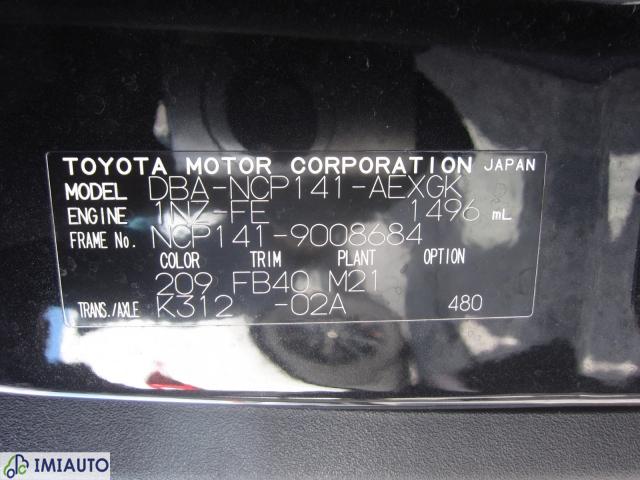 TOYOTA MOTOR CORPORATION JAPAN
MODEL DBA-NCP141-AEXGK
ENGINE 1NZ-FE 1496 mL
FRAME No. NCP141-9008684
COLOR TRIM PLANT OPTION
209 FB40 M21
TRANS./AXLE K312 -02A 480
IMIAUTO